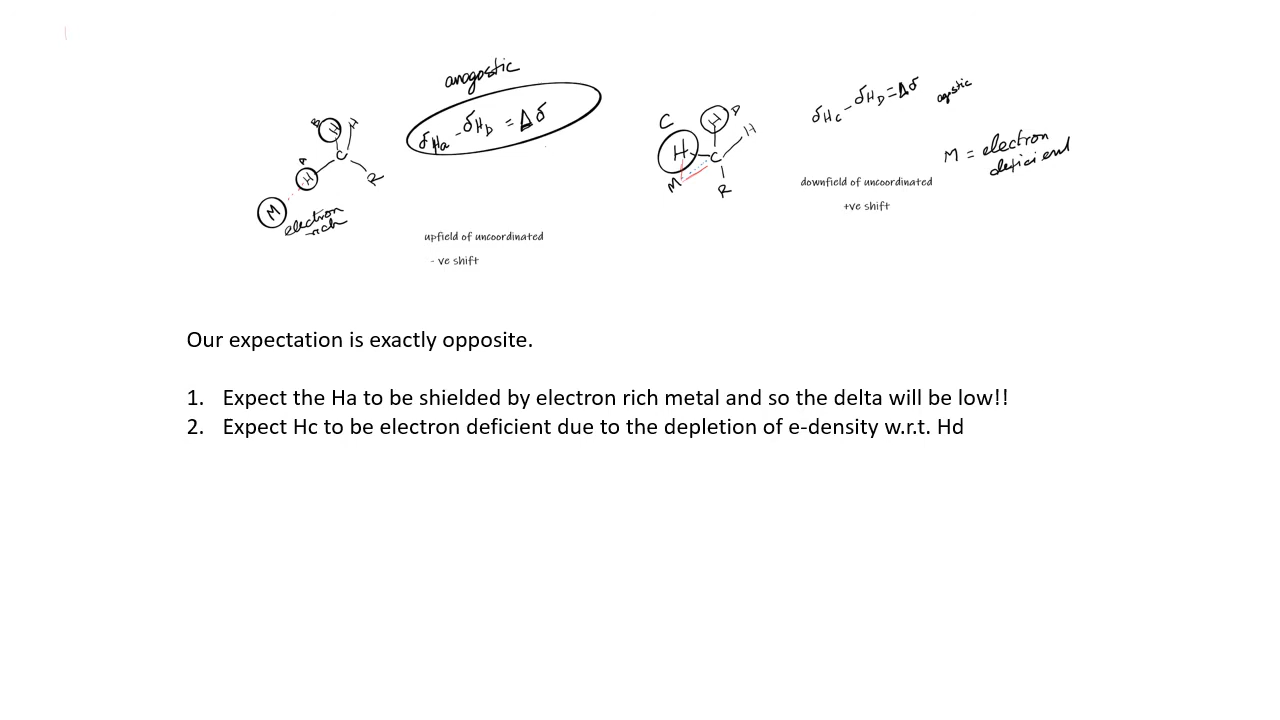 anagostic
δHa - δHb = Δδ
B
H
H
A
H
C
R
M
electron
rich
upfield of uncoordinated
- ve shift
C
H
D
H
H
C
M
R
δHc - δHD = Δδ
agostic
M = electron
deficient
downfield of uncoordinated
+ve shift
Our expectation is exactly opposite.
1. Expect the Ha to be shielded by electron rich metal and so the delta will be low!!
2. Expect Hc to be electron deficient due to the depletion of e-density w.r.t. Hd